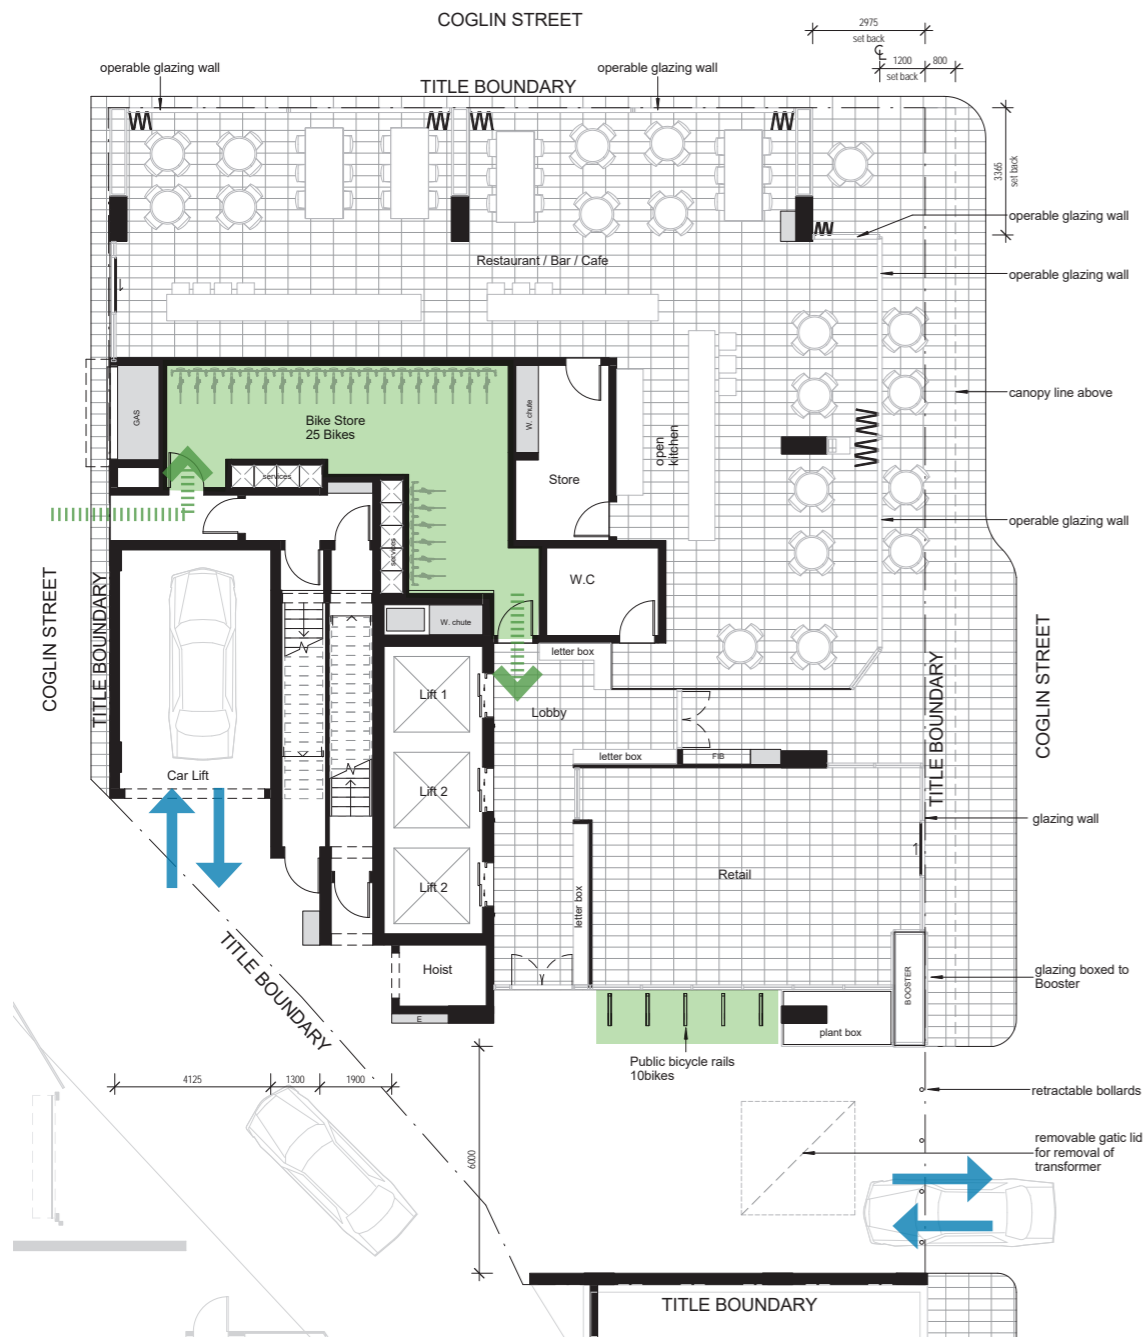 COGLIN STREET
2975
set back
℄
1200
800
set back
operable glazing wall
operable glazing wall
TITLE BOUNDARY
3365
set back
operable glazing wall
Restaurant / Bar / Cafe
operable glazing wall
GAS
Bike Store
25 Bikes
W. chute
canopy line above
open
kitchen
services
Store
operable glazing wall
services
W.C
COGLIN STREET
TITLE BOUNDARY
W. chute
letter box
COGLIN STREET
TITLE BOUNDARY
Lift 1
Lobby
letter box
FIB
Car Lift
Lift 2
glazing wall
Retail
Lift 2
letter box
TITLE BOUNDARY
Hoist
BOOSTER
glazing boxed to
Booster
E
plant box
Public bicycle rails
10bikes
4125
1300
1900
retractable bollards
6000
removable gatic lid
for removal of
transformer
TITLE BOUNDARY